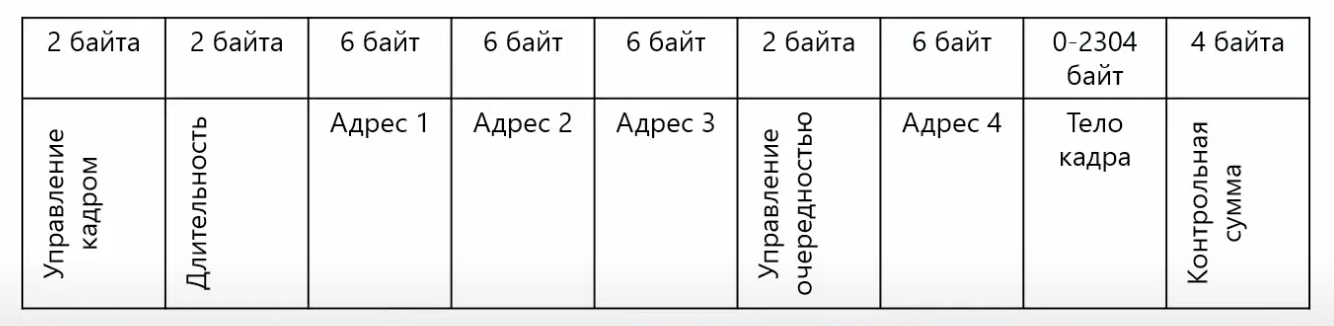 2 байта
2 байта
6 байт
6 байт
6 байт
2 байта
6 байт
0-2304
байт
4 байта
Управление
кадром
Длительность
Адрес 1
Адрес 2
Адрес 3
Управление
очередностью
Адрес 4
Тело
кадра
Контрольная
сумма